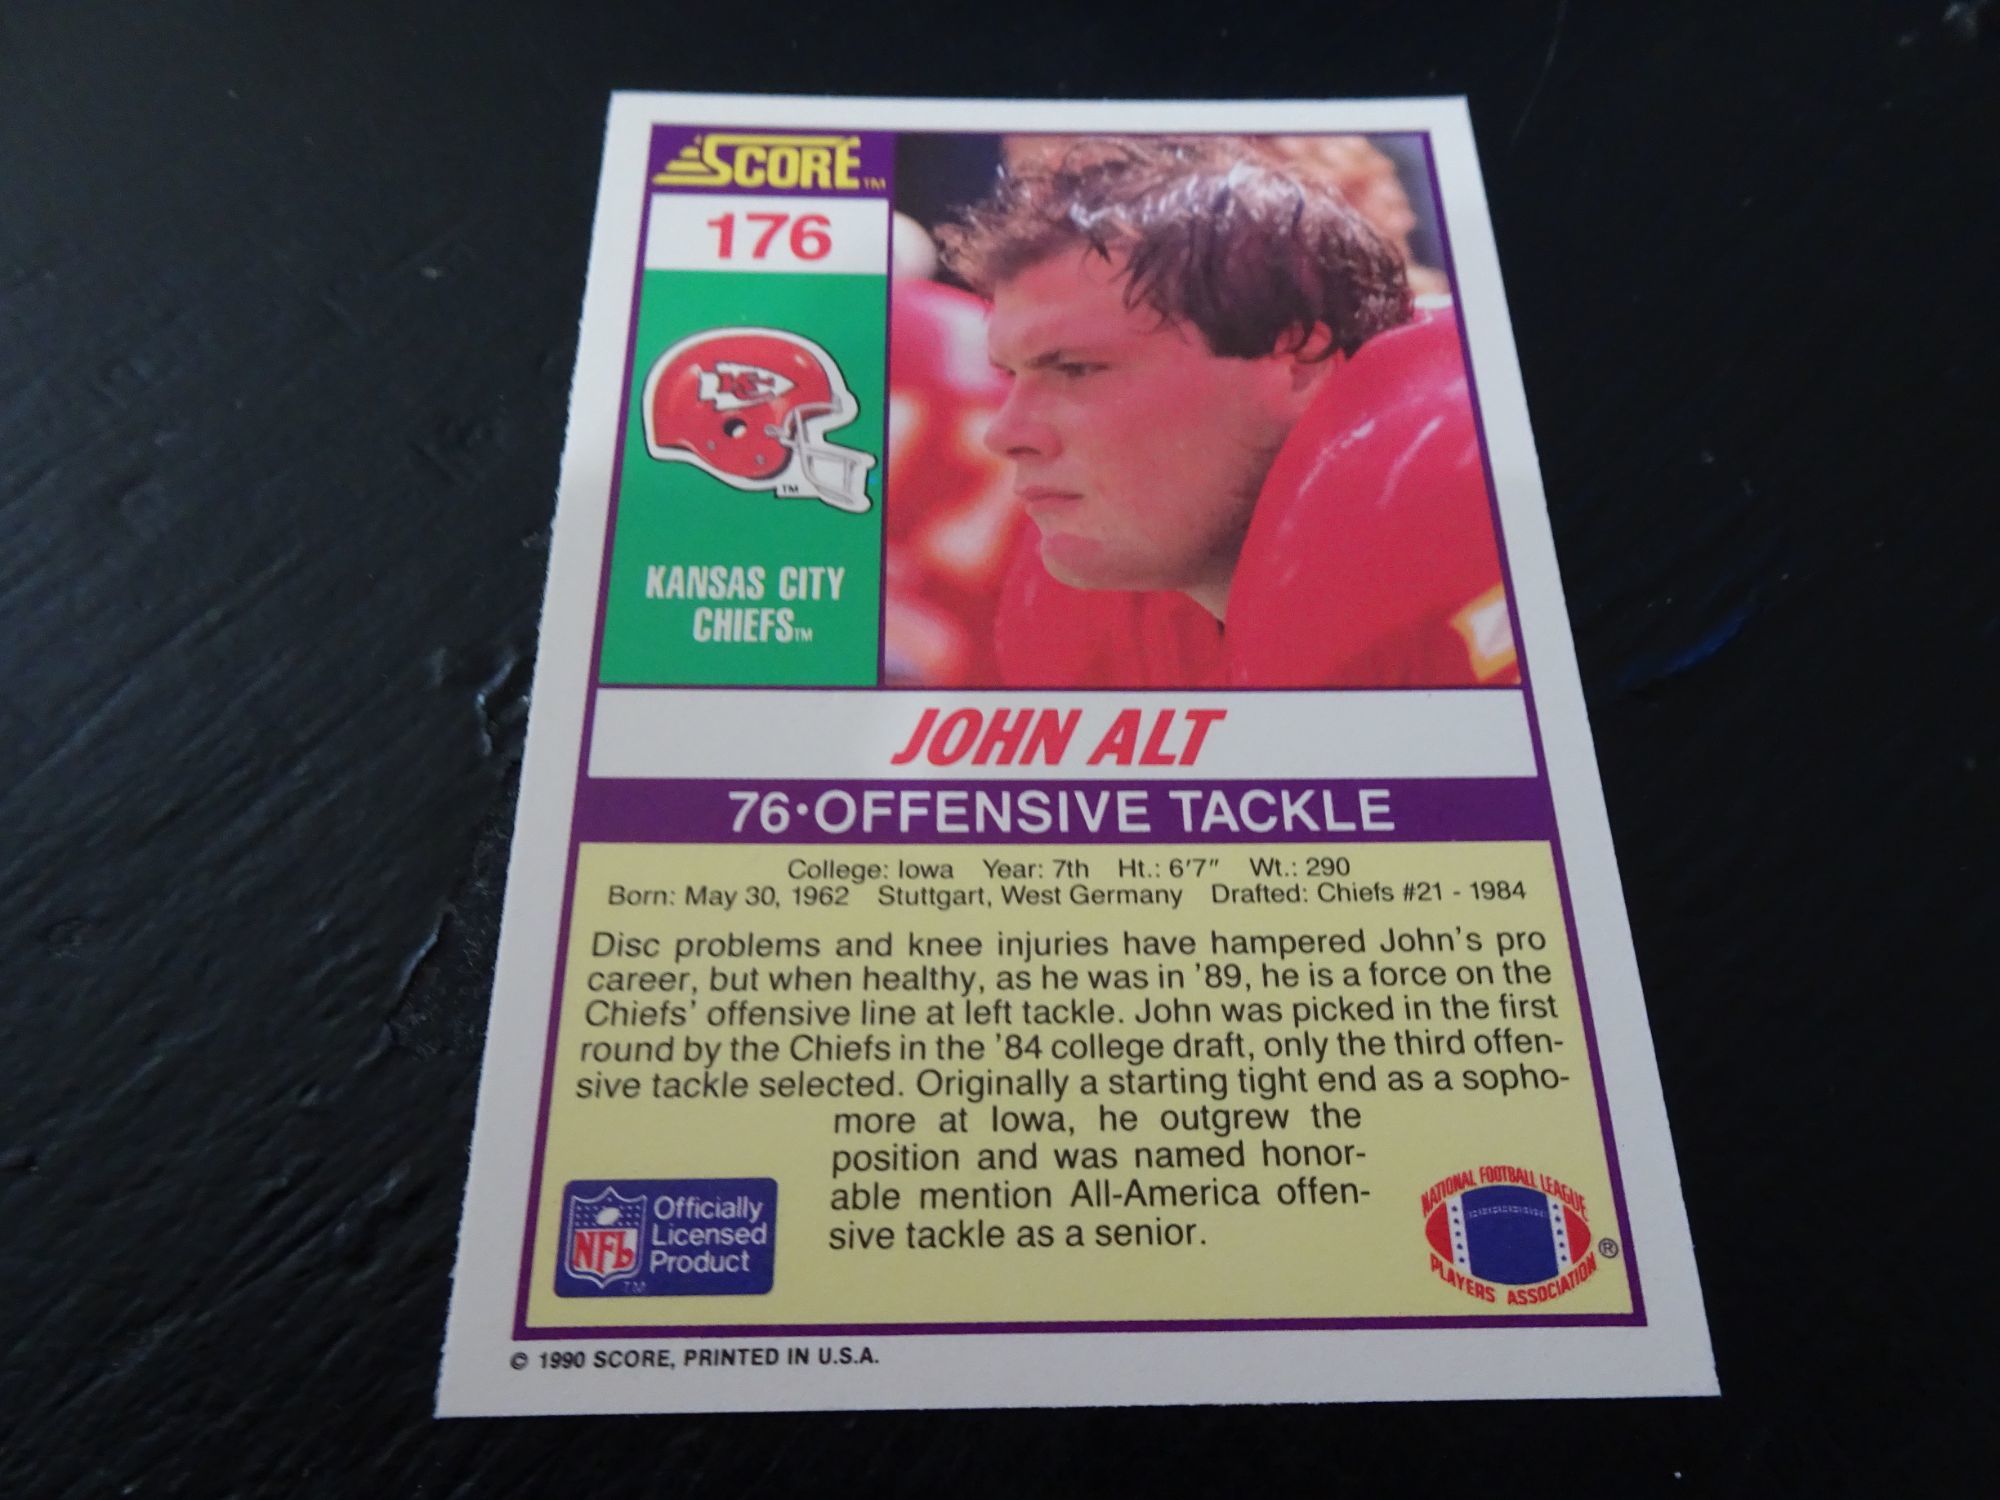 SCORE™
176
KC
TM
KANSAS CITY
CHIEFS™
JOHN ALT
76•OFFENSIVE TACKLE
College: Iowa Year: 7th Ht.: 6'7" Wt.: 290
Born: May 30, 1962 Stuttgart, West Germany Drafted: Chiefs #21 - 1984
Disc problems and knee injuries have hampered John's pro
career, but when healthy, as he was in '89, he is a force on the
Chiefs' offensive line at left tackle. John was picked in the first
round by the Chiefs in the '84 college draft, only the third offen-
sive tackle selected. Originally a starting tight end as a sopho-
more at Iowa, he outgrew the
position and was named honor-
able mention All-America offen-
sive tackle as a senior.
NFL
TM
Officially
Licensed
Product
NATIONAL FOOTBALL LEAGUE
PLAYERS ASSOCIATION
®
© 1990 SCORE, PRINTED IN U.S.A.